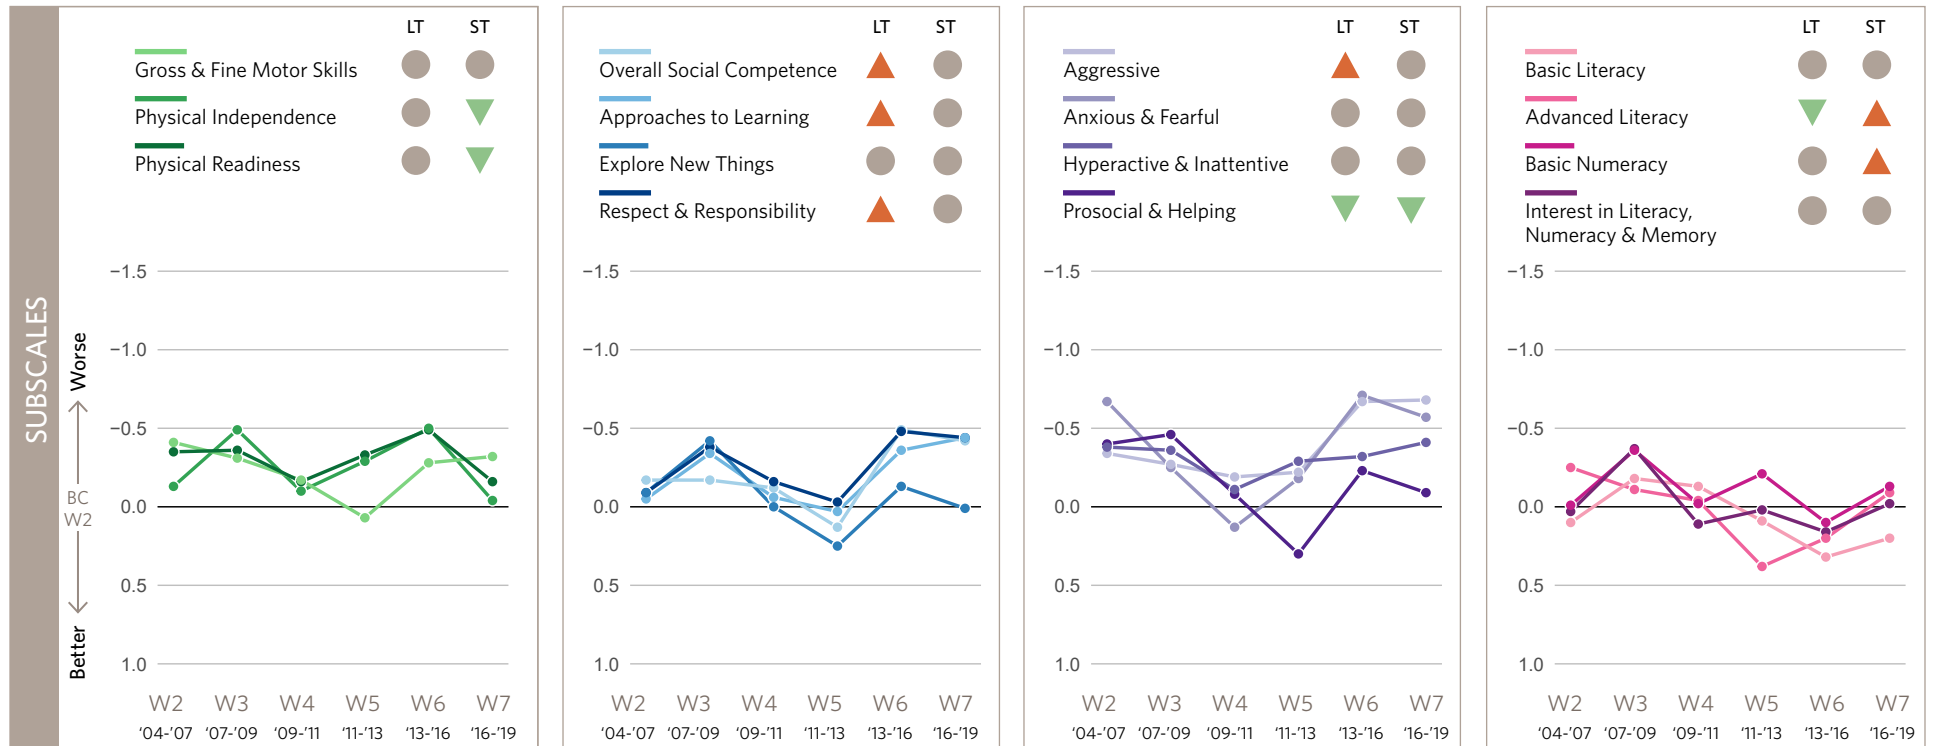 SUBSCALES
Worse
BC
W2
Better
LT ST
Gross & Fine Motor Skills
Physical Independence
Physical Readiness
−1.5
−1.0
−0.5
0.0
0.5
1.0
W2 W3 W4 W5 W6 W7
‘04-’07 ‘07-’09 ‘09-’11 ‘11-’13 ‘13-’16 ‘16-’19
LT ST
Overall Social Competence
Approaches to Learning
Explore New Things
Respect & Responsibility
−1.5
−1.0
−0.5
0.0
0.5
1.0
W2 W3 W4 W5 W6 W7
‘04-’07 ‘07-’09 ‘09-’11 ‘11-’13 ‘13-’16 ‘16-’19
LT ST
Aggressive
Anxious & Fearful
Hyperactive & Inattentive
Prosocial & Helping
−1.5
−1.0
−0.5
0.0
0.5
1.0
W2 W3 W4 W5 W6 W7
‘04-’07 ‘07-’09 ‘09-’11 ‘11-’13 ‘13-’16 ‘16-’19
LT ST
Basic Literacy
Advanced Literacy
Basic Numeracy
Interest in Literacy,
Numeracy & Memory
−1.5
−1.0
−0.5
0.0
0.5
1.0
W2 W3 W4 W5 W6 W7
‘04-’07 ‘07-’09 ‘09-’11 ‘11-’13 ‘13-’16 ‘16-’19